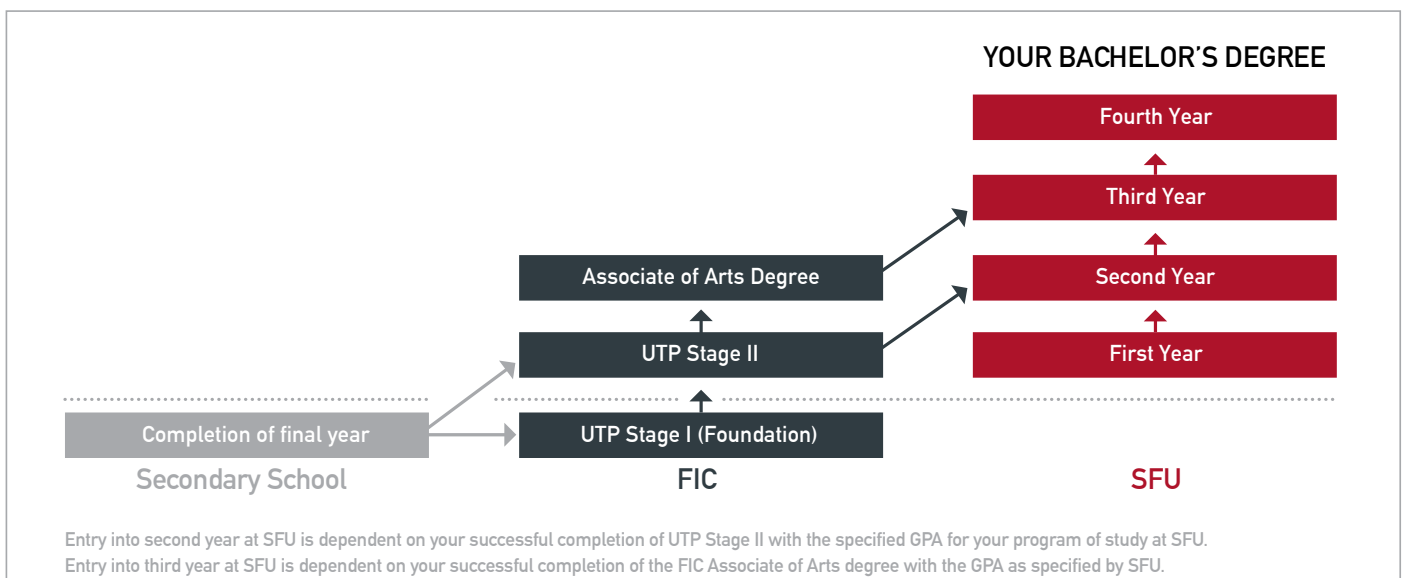 YOUR BACHELOR'S DEGREE
Fourth Year
Third Year
Associate of Arts Degree
Second Year
UTP Stage II
First Year
Completion of final year
UTP Stage I (Foundation)
Secondary School
FIC
SFU
Entry into second year at SFU is dependent on your successful completion of UTP Stage II with the specified GPA for your program of study at SFU.
Entry into third year at SFU is dependent on your successful completion of the FIC Associate of Arts degree with the GPA as specified by SFU.